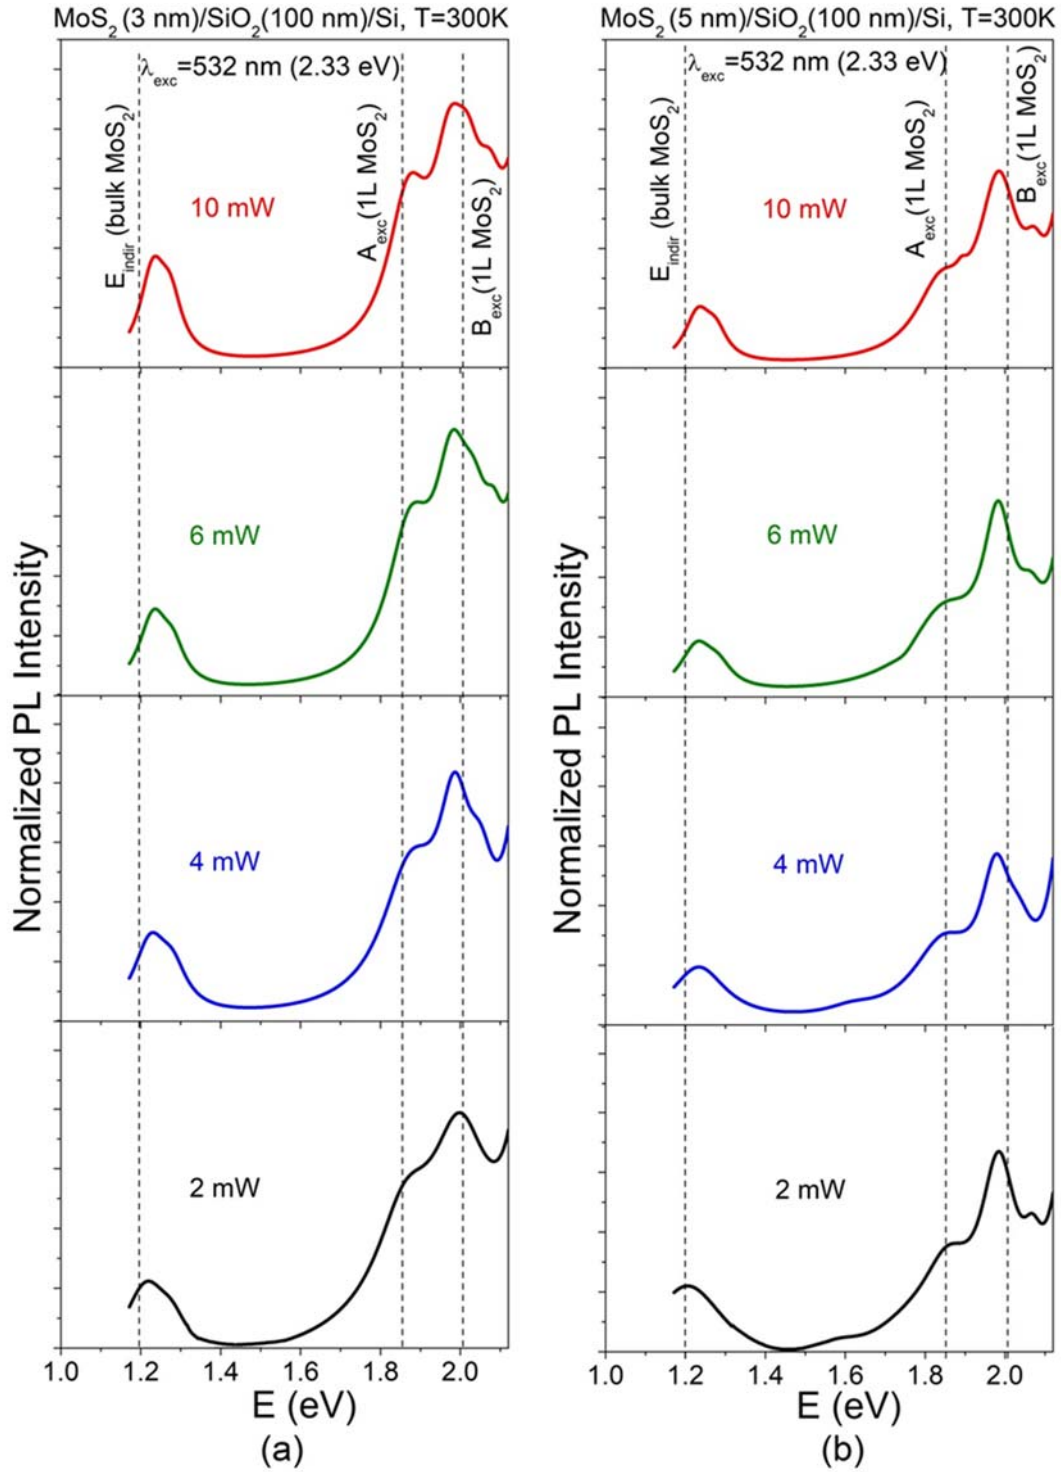 MoS2 (3 nm)/SiO2(100 nm)/Si, T=300K
λexc=532 nm (2.33 eV)
Eindir (bulk MoS2)
Aexc(1L MoS2)
Bexc(1L MoS2)
10 mW
6 mW
4 mW
2 mW
Normalized PL Intensity
1.0 1.2 1.4 1.6 1.8 2.0
E (eV)
(a)
MoS2 (5 nm)/SiO2(100 nm)/Si, T=300K
λexc=532 nm (2.33 eV)
Eindir (bulk MoS2)
Aexc(1L MoS2)
Bexc(1L MoS2)
10 mW
6 mW
4 mW
2 mW
Normalized PL Intensity
1.0 1.2 1.4 1.6 1.8 2.0
E (eV)
(b)